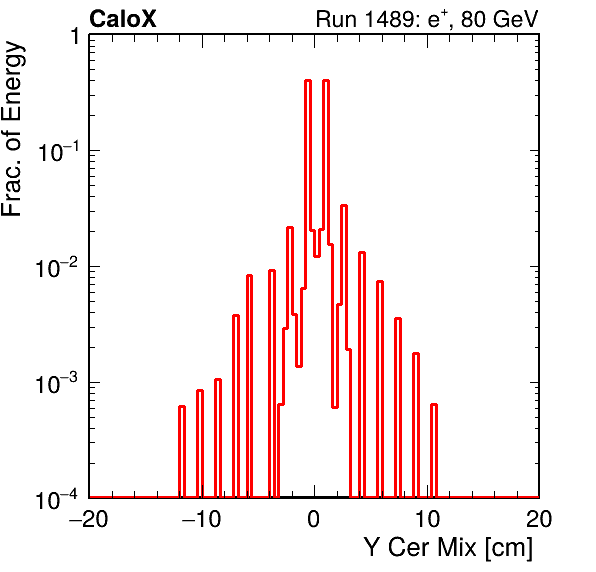 CaloX Run 1489: e⁺, 80 GeV
Frac. of Energy
1
10⁻¹
10⁻²
10⁻³
10⁻⁴
−20 −10 0 10 20
Y Cer Mix [cm]